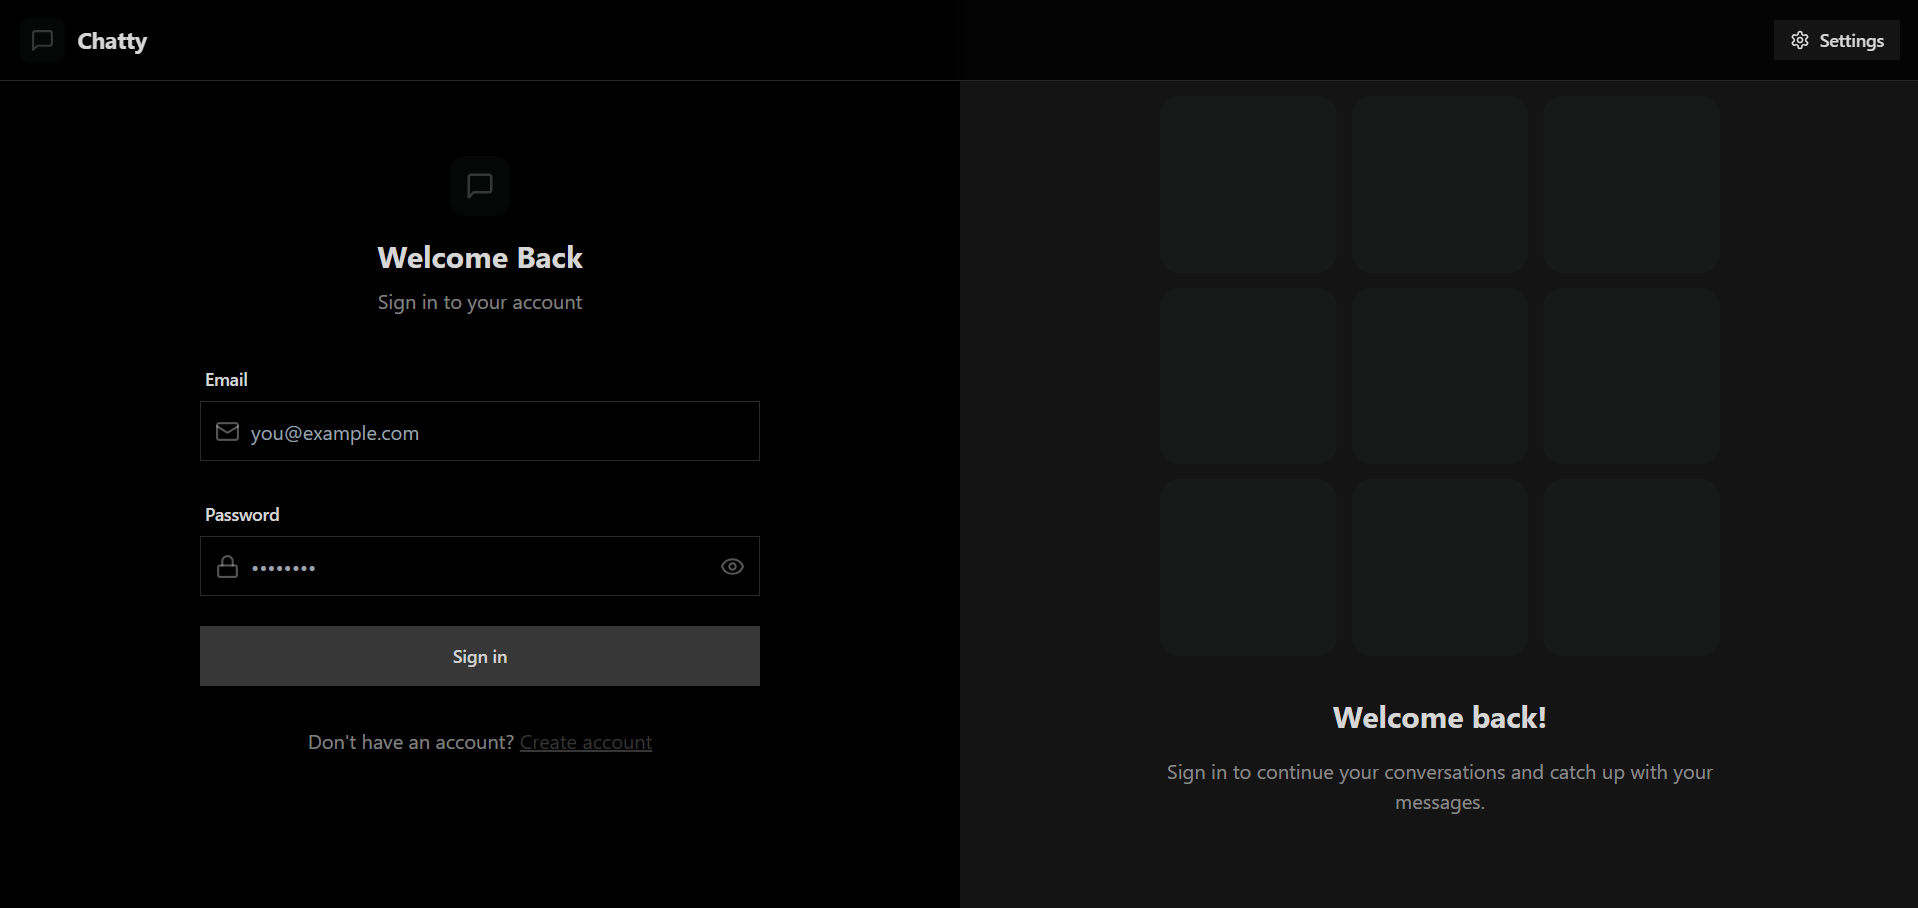 Chatty
Settings
Welcome Back
Sign in to your account
Email
you@example.com
Password
••••••••
Sign in
Don't have an account? Create account
Welcome back!
Sign in to continue your conversations and catch up with your
messages.